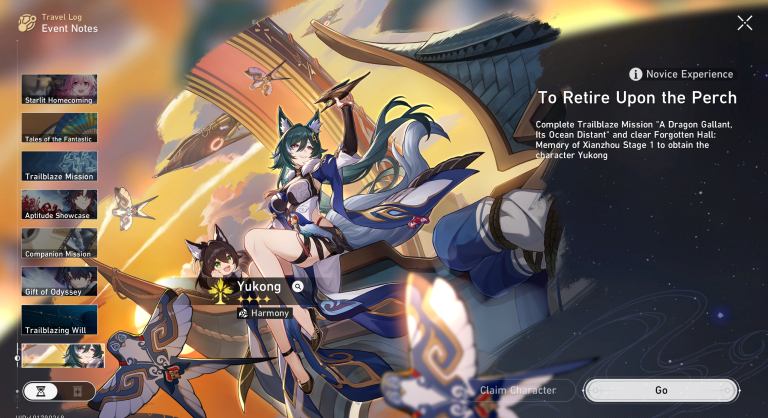 Travel Log
Event Notes
Novice Experience
To Retire Upon the Perch
Complete Trailblaze Mission "A Dragon Gallant,
Its Ocean Distant" and clear Forgotten Hall:
Memory of Xianzhou Stage 1 to obtain the
character Yukong
Starlit Homecoming
Tales of the Fantastic
Trailblaze Mission
Aptitude Showcase
Companion Mission
Gift of Odyssey
Trailblazing Will
Yukong
Harmony
Claim Character
Go